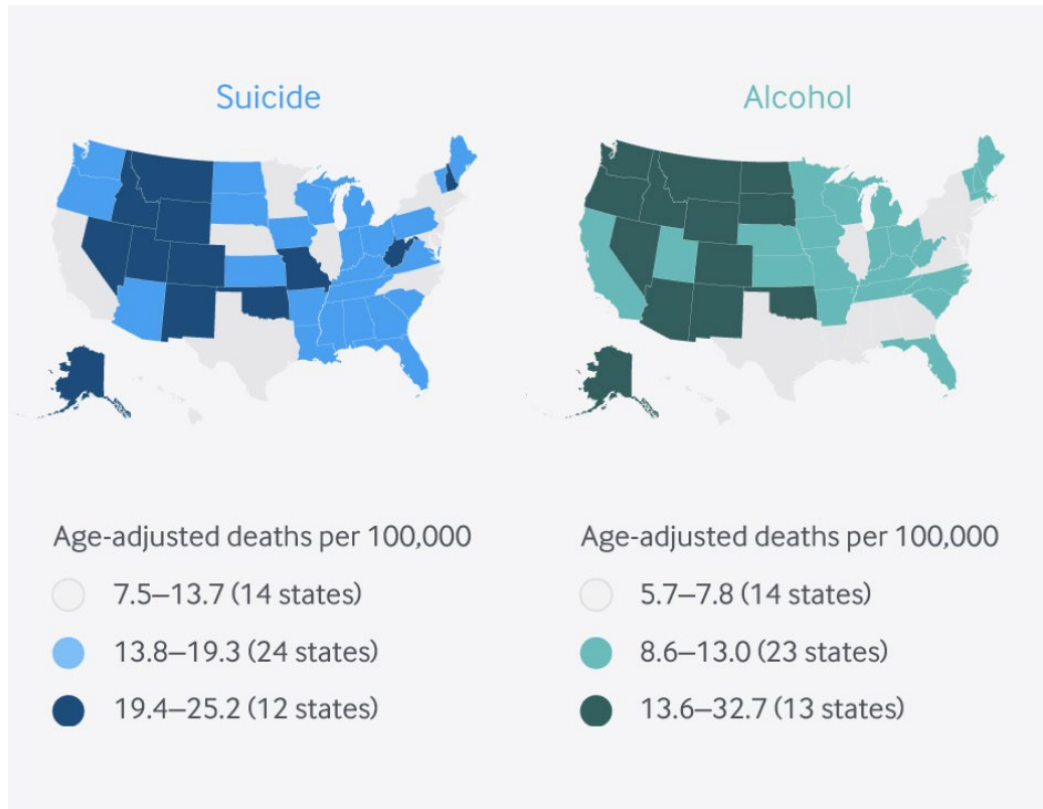 Suicide
Alcohol
Age-adjusted deaths per 100,000
7.5–13.7 (14 states)
13.8–19.3 (24 states)
19.4–25.2 (12 states)
Age-adjusted deaths per 100,000
5.7–7.8 (14 states)
8.6–13.0 (23 states)
13.6–32.7 (13 states)